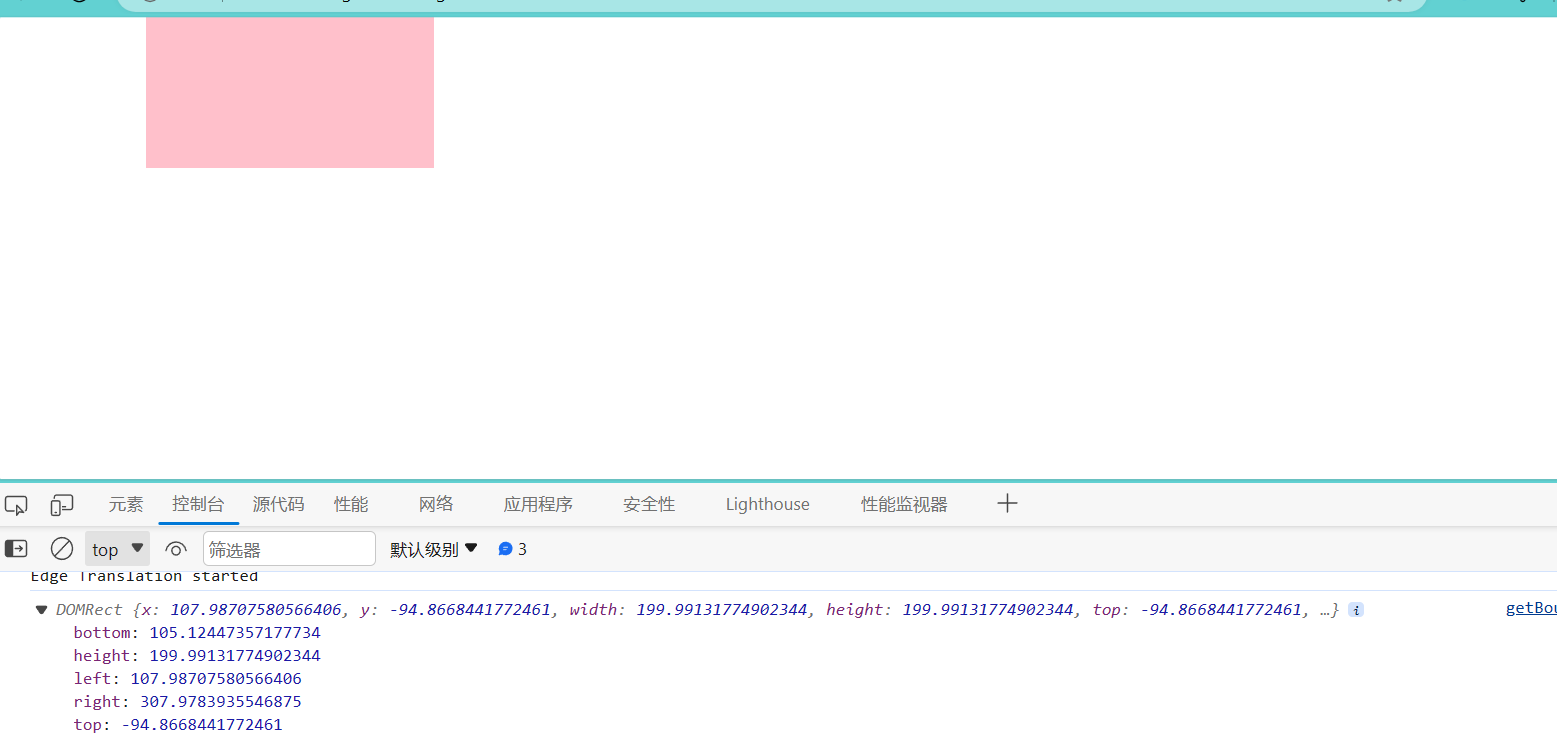 元素 控制台 源代码 性能 网络 应用程序 安全性 Lighthouse 性能监视器
top 筛选器 默认级别 3
Edge Translation started
DOMRect {x: 107.98707580566406, y: -94.8668441772461, width: 199.99131774902344, height: 199.99131774902344, top: -94.8668441772461, …} i getBou
bottom: 105.12447357177734
height: 199.99131774902344
left: 107.98707580566406
right: 307.9783935546875
top: -94.8668441772461